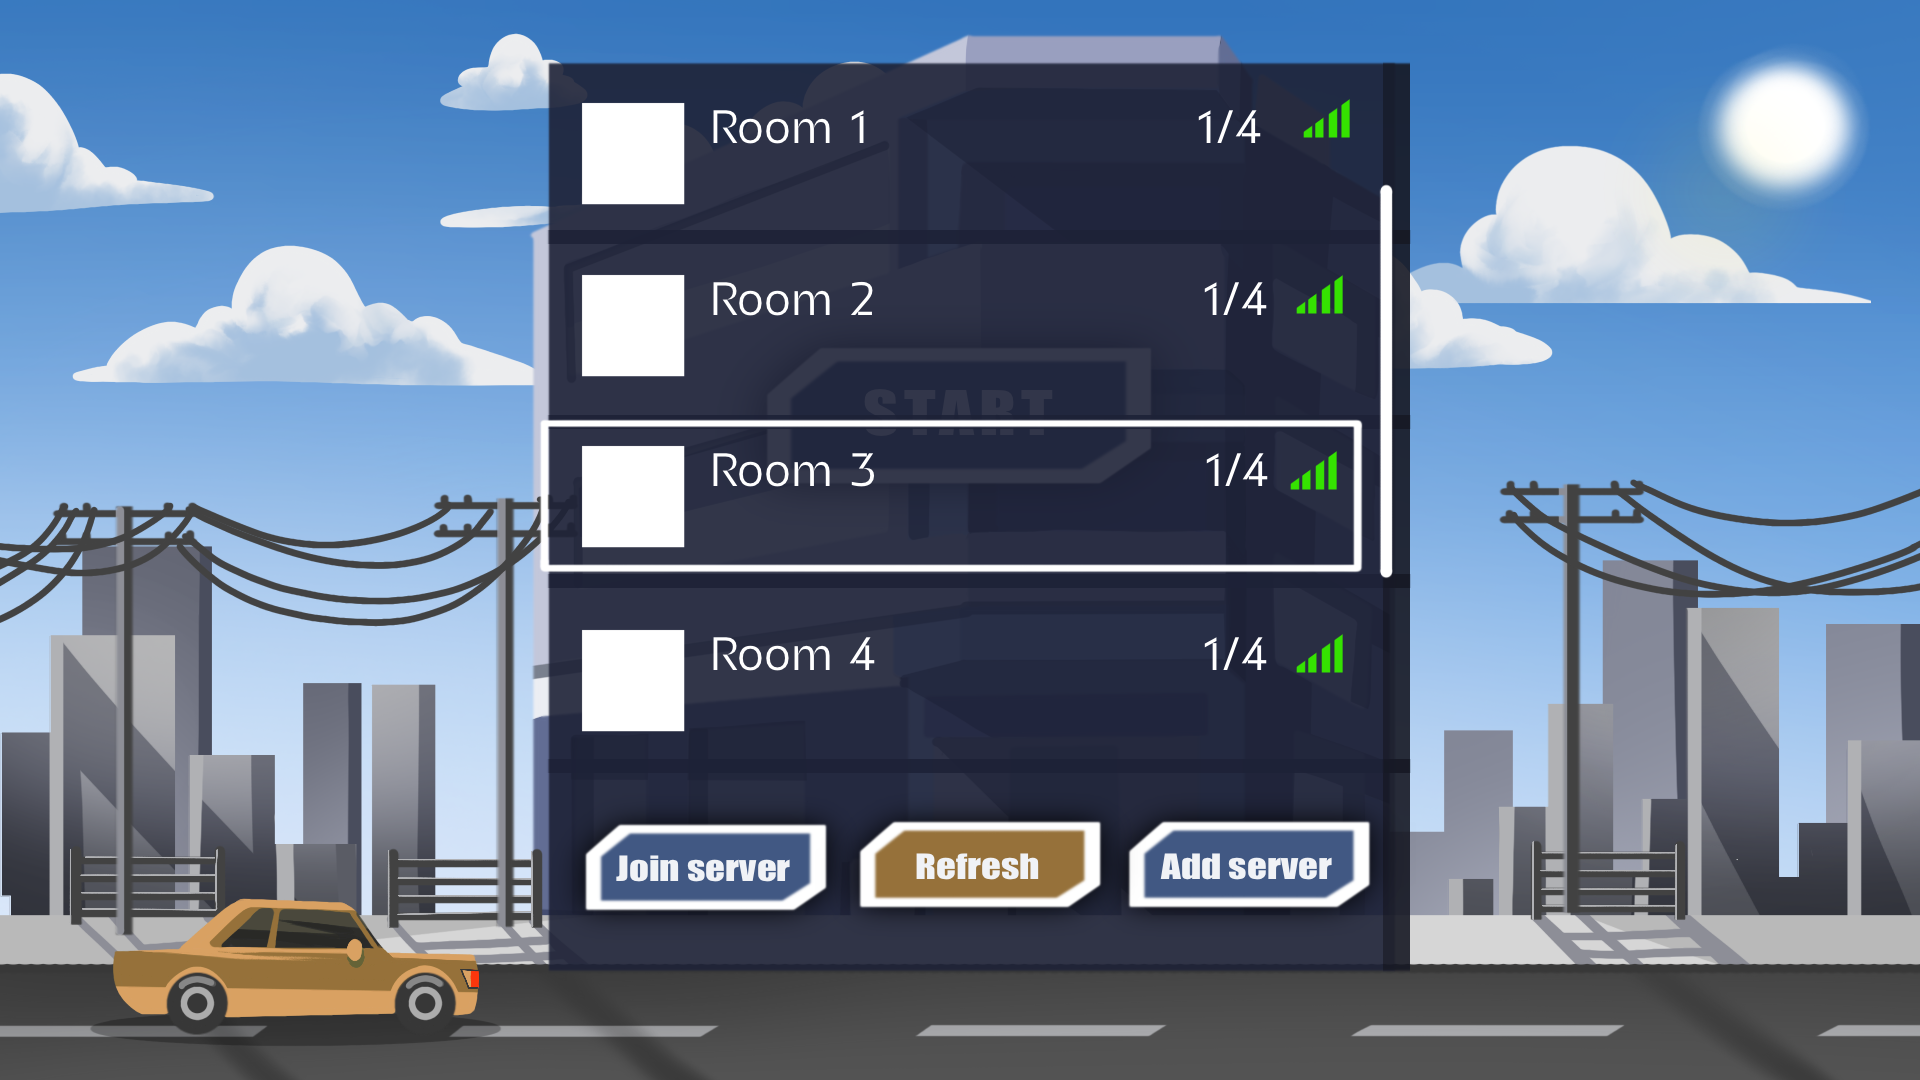 Room 1 1/4
Room 2 1/4
START
Room 3 1/4
Room 4 1/4
Join server
Refresh
Add server